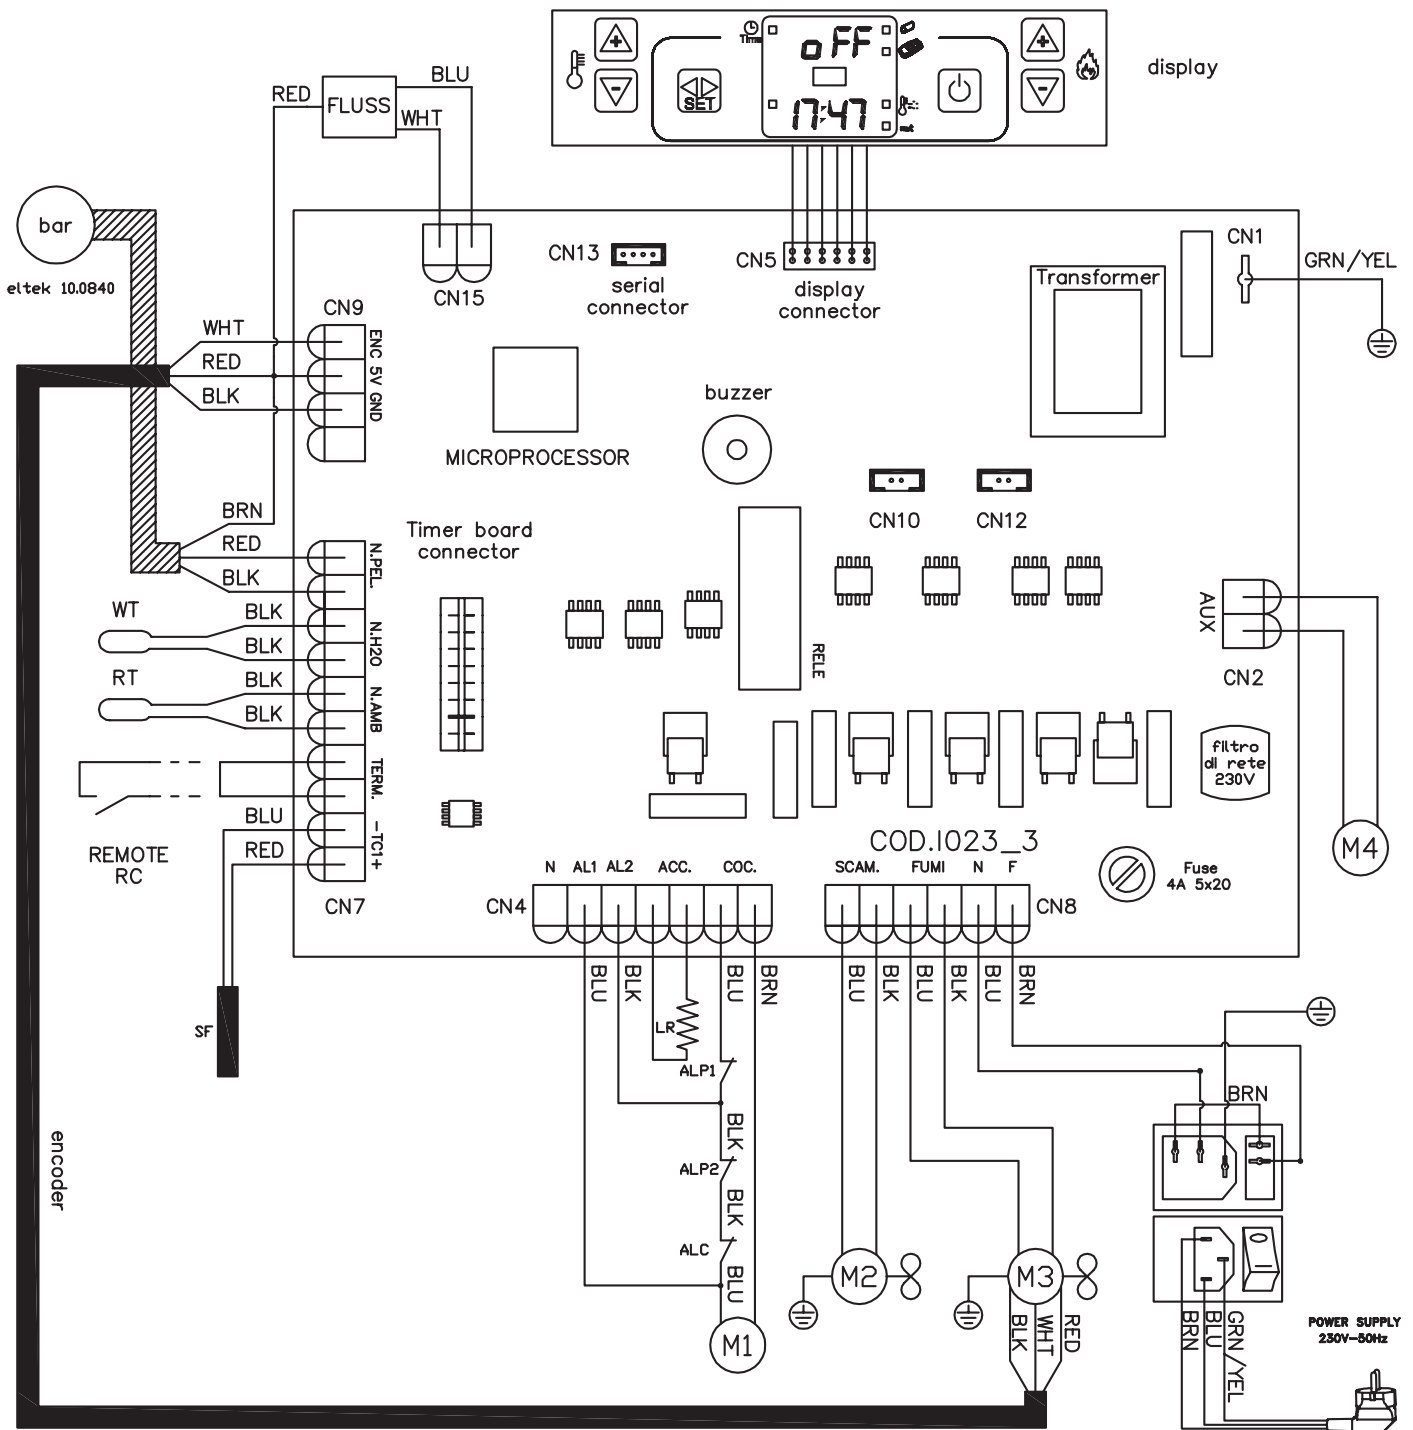 Timer
oFF
SET
17:47
set
display
RED
FLUSS
BLU
WHT
bar
eltek 10.0840
CN13
serial
connector
CN15
CN5
display
connector
Transformer
CN1
GRN/YEL
CN9
WHT
RED
BLK
ENC 5V GND
MICROPROCESSOR
buzzer
CN10
CN12
BRN
RED
BLK
N.PEL.
Timer board
connector
WT
BLK
BLK
N.H2O
RT
BLK
BLK
N.AMB
TERM.
RELE
AUX
CN2
filtro
di rete
230V
BLU
RED
-TC1+
REMOTE
RC
CN7
COD.I023_3
M4
Fuse
4A 5x20
N AL1 AL2 ACC. COC.
CN4
SCAM. FUMI N F
CN8
BLU
BLK
BLU
BRN
BLU
BLK
BLU
BLK
BLU
BRN
SF
LR
ALP1
BLK
ALP2
BLK
ALC
BLU
M1
M2
M3
BLK
WHT
RED
encoder
BRN
BRN
BLU
GRN/YEL
POWER SUPPLY
230V-50Hz